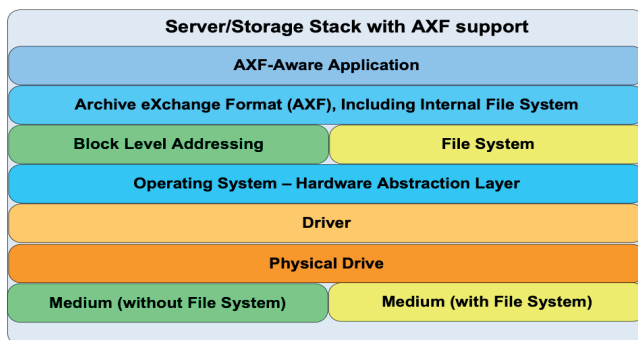 Server/Storage Stack with AXF support
AXF-Aware Application
Archive eXchange Format (AXF), Including Internal File System
Block Level Addressing
File System
Operating System – Hardware Abstraction Layer
Driver
Physical Drive
Medium (without File System)
Medium (with File System)